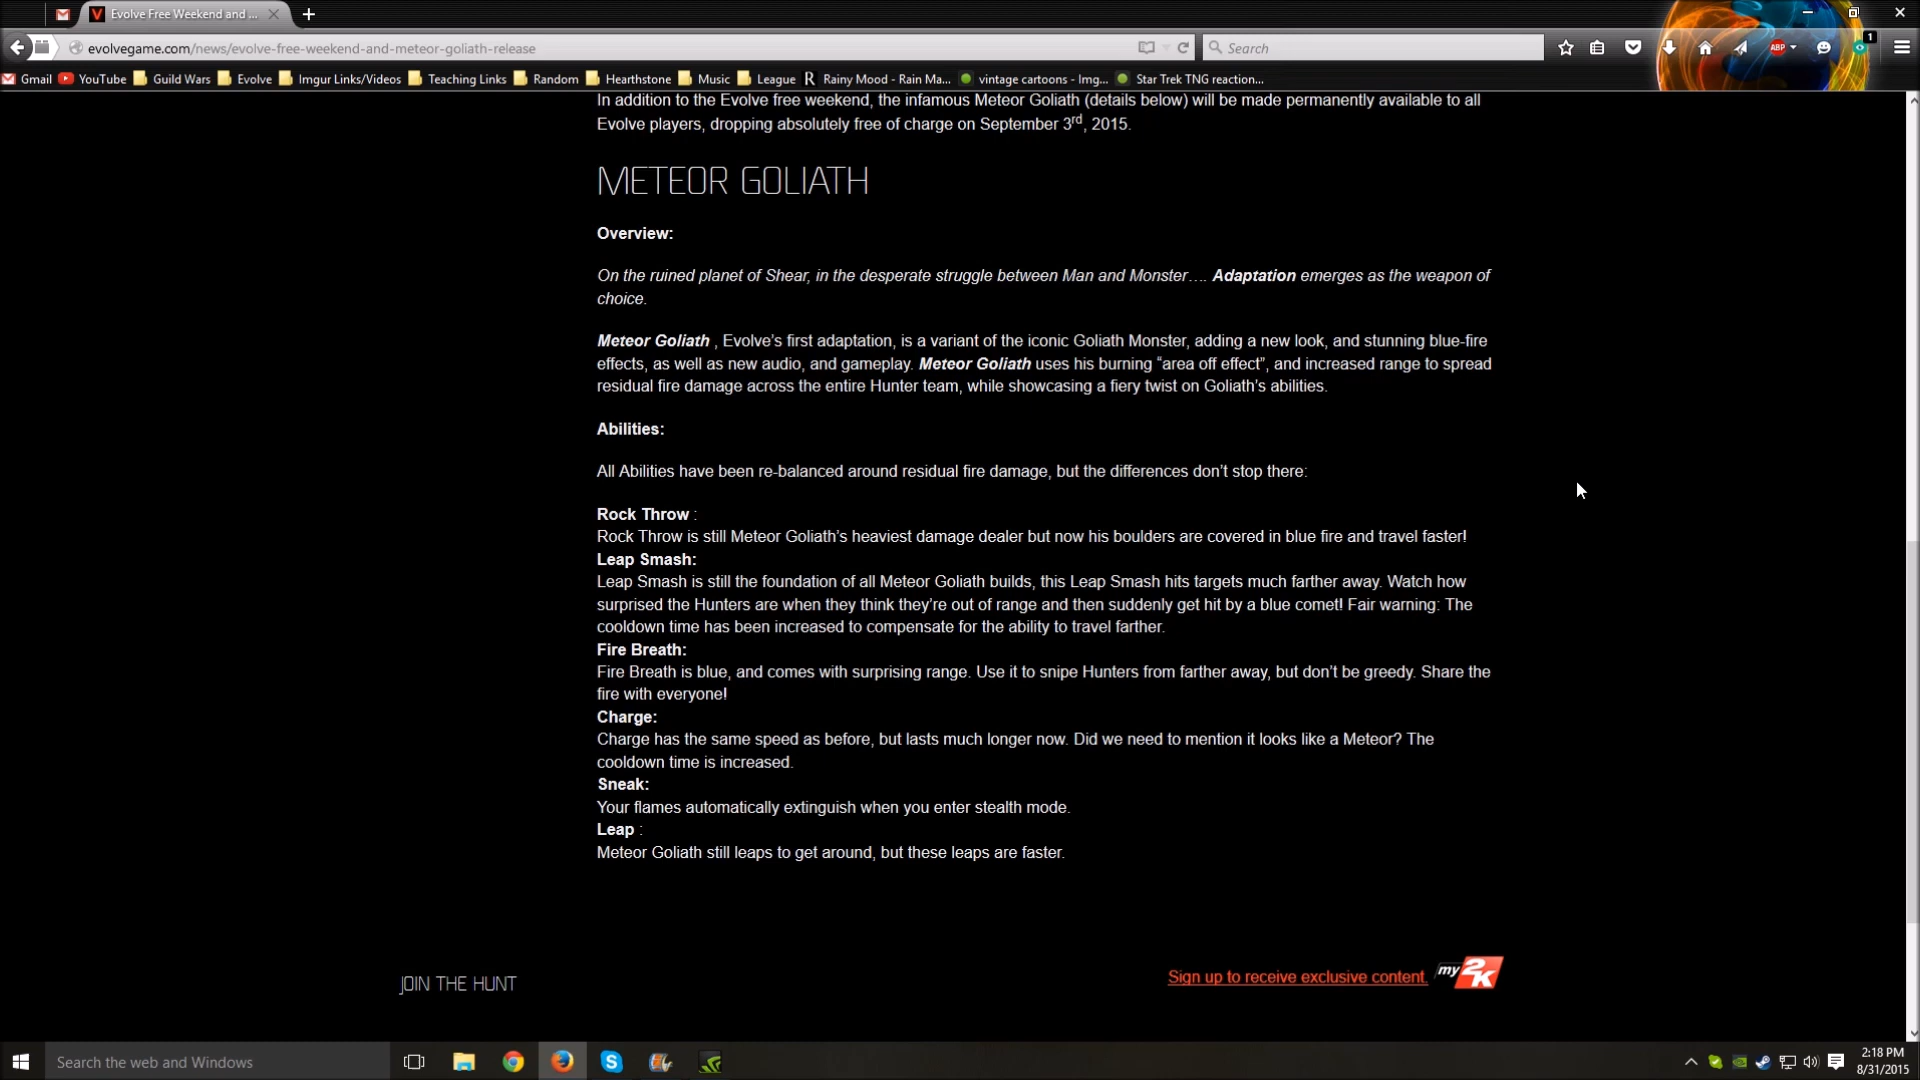 Evolve Free Weekend and ...
evolvegame.com/news/evolve-free-weekend-and-meteor-goliath-release
Search
ABP
1
Gmail YouTube Guild Wars Evolve Imgur Links/Videos Teaching Links Random Hearthstone Music League Rainy Mood - Rain Ma... vintage cartoons - Img... Star Trek TNG reaction...
In addition to the Evolve free weekend, the infamous Meteor Goliath (details below) will be made permanently available to all
Evolve players, dropping absolutely free of charge on September 3rd, 2015.
METEOR GOLIATH
Overview:
On the ruined planet of Shear, in the desperate struggle between Man and Monster…. Adaptation emerges as the weapon of
choice.
Meteor Goliath , Evolve’s first adaptation, is a variant of the iconic Goliath Monster, adding a new look, and stunning blue-fire
effects, as well as new audio, and gameplay. Meteor Goliath uses his burning “area off effect”, and increased range to spread
residual fire damage across the entire Hunter team, while showcasing a fiery twist on Goliath’s abilities.
Abilities:
All Abilities have been re-balanced around residual fire damage, but the differences don’t stop there:
Rock Throw :
Rock Throw is still Meteor Goliath’s heaviest damage dealer but now his boulders are covered in blue fire and travel faster!
Leap Smash:
Leap Smash is still the foundation of all Meteor Goliath builds, this Leap Smash hits targets much farther away. Watch how
surprised the Hunters are when they think they’re out of range and then suddenly get hit by a blue comet! Fair warning: The
cooldown time has been increased to compensate for the ability to travel farther.
Fire Breath:
Fire Breath is blue, and comes with surprising range. Use it to snipe Hunters from farther away, but don’t be greedy. Share the
fire with everyone!
Charge:
Charge has the same speed as before, but lasts much longer now. Did we need to mention it looks like a Meteor? The
cooldown time is increased.
Sneak:
Your flames automatically extinguish when you enter stealth mode.
Leap :
Meteor Goliath still leaps to get around, but these leaps are faster.
JOIN THE HUNT
Sign up to receive exclusive content. my2K
Search the web and Windows
2:18 PM
8/31/2015